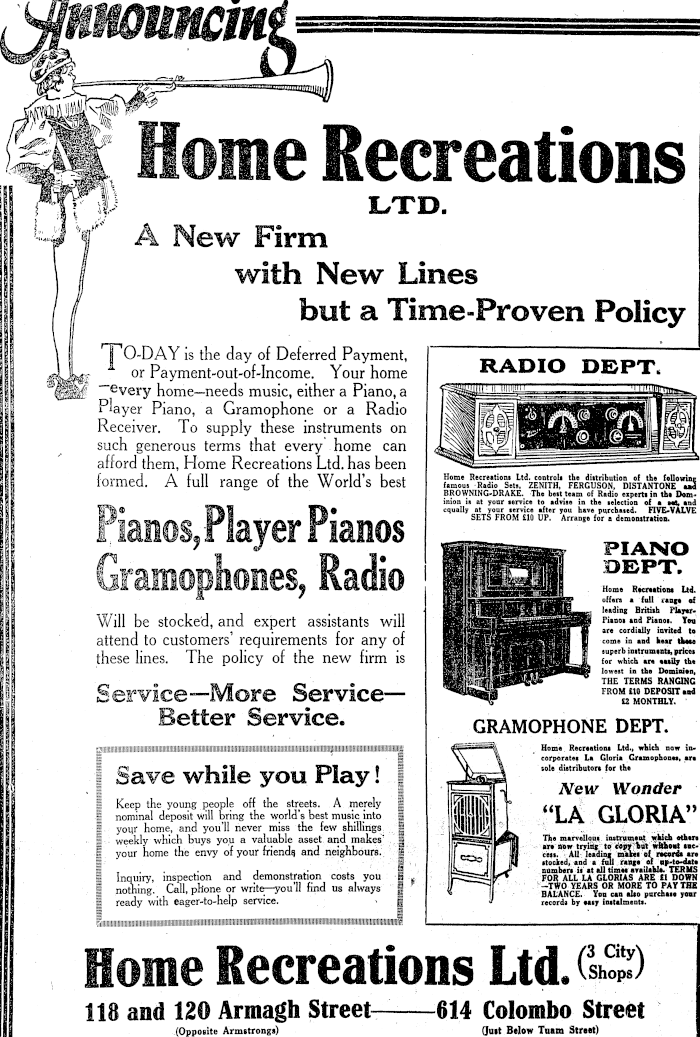 Announcing
Home Recreations
LTD.
A New Firm
with New Lines
but a Time-Proven Policy
TO-DAY is the day of Deferred Payment,
or Payment-out-of-Income. Your home
—every home—needs music, either a Piano, a
Player Piano, a Gramophone or a Radio
Receiver. To supply these instruments on
such generous terms that every home can
afford them, Home Recreations Ltd. has been
formed. A full range of the World's best
Pianos, Player Pianos
Gramophones, Radio
Will be stocked, and expert assistants will
attend to customers' requirements for any of
these lines. The policy of the new firm is
Service—More Service—
Better Service.
Save while you Play!
Keep the young people off the streets. A merely
nominal deposit will bring the world's best music into
your home, and you'll never miss the few shillings
weekly which buys you a valuable asset and makes
your home the envy of your friends and neighbours.
Inquiry, inspection and demonstration costs you
nothing. Call, phone or write—you'll find us always
ready with eager-to-help service.
RADIO DEPT.
Home Recreations Ltd. controls the distribution of the following
famous Radio Sets, ZENITH, FERGUSON, DISTANTONE and
BROWNING-DRAKE. The best team of Radio experts in the Dom-
inion is at your service to advise in the selection of a set, and
equally at your service after you have purchased. FIVE-VALVE
SETS FROM £10 UP. Arrange for a demonstration.
PIANO
DEPT.
Home Recreations Ltd.
offers a full range of
leading British Player-
Pianos and Pianos. You
are cordially invited to
come in and hear these
superb instruments, prices
for which are easily the
lowest in the Dominion,
THE TERMS RANGING
FROM £10 DEPOSIT and
£2 MONTHLY.
GRAMOPHONE DEPT.
Home Recreations Ltd., which now in-
corporates La Gloria Gramophones, are
sole distributors for the
New Wonder
"LA GLORIA"
The marvellous instrument which others
are now trying to copy but without suc-
cess. All leading makes of records are
stocked, and a full range of up-to-date
numbers is at all times available. TERMS
FOR ALL LA GLORIAS ARE £1 DOWN
—TWO YEARS OR MORE TO PAY THE
BALANCE. You can also purchase your
records by easy instalments.
Home Recreations Ltd. (3 City Shops)
118 and 120 Armagh Street——614 Colombo Street
(Opposite Armstrongs) (Just Below Tuam Street)